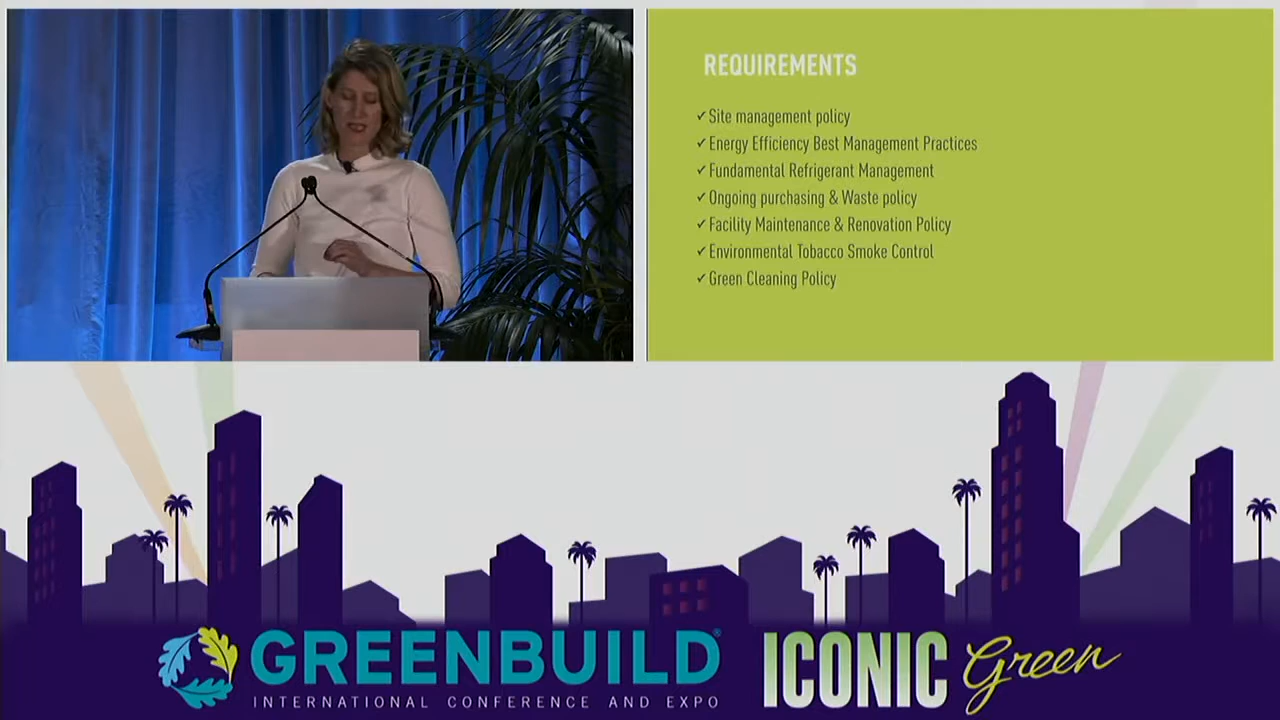 REQUIREMENTS
✓Site management policy
✓Energy Efficiency Best Management Practices
✓Fundamental Refrigerant Management
✓Ongoing purchasing & Waste policy
✓Facility Maintenance & Renovation Policy
✓Environmental Tobacco Smoke Control
✓Green Cleaning Policy
GREENBUILD®
INTERNATIONAL CONFERENCE AND EXPO
ICONIC Green